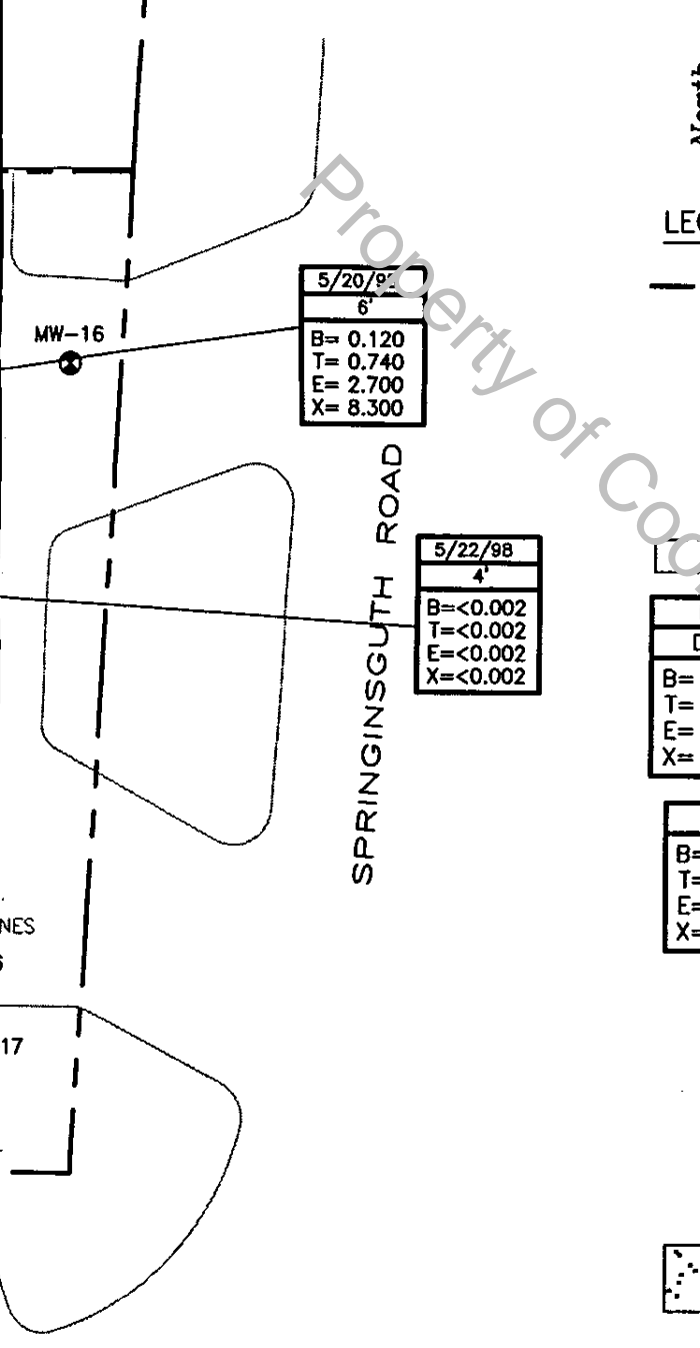 LE
MW-16
5/20/9
6'
B= 0.120
T= 0.740
E= 2.700
X= 8.300
Property of Coo
SPRINGINSGUTH ROAD
5/22/98
4'
B=<0.002
T=<0.002
E=<0.002
X=<0.002
D
B=
T=
E=
X=
B=
T=
E=
X=
NES
17